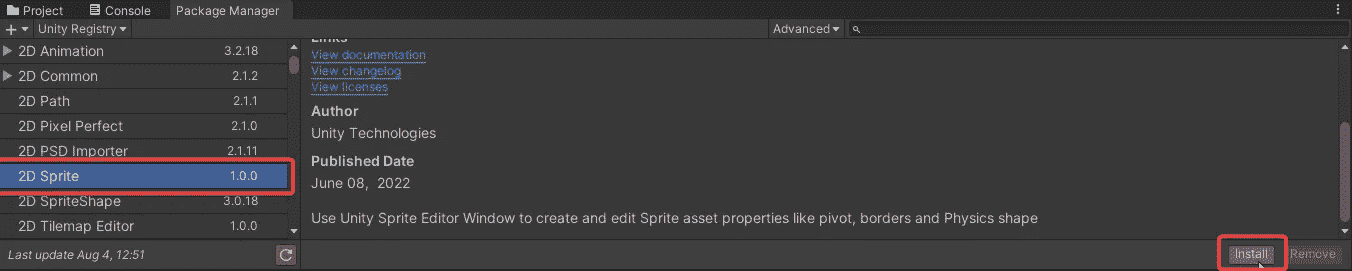 Project Console Package Manager
+ Unity Registry Advanced
2D Animation 3.2.18
2D Common 2.1.2
2D Path 2.1.1
2D Pixel Perfect 2.1.0
2D PSD Importer 2.1.11
2D Sprite 1.0.0
2D SpriteShape 3.0.18
2D Tilemap Editor 1.0.0
Last update Aug 4, 12:51
Links
View documentation
View changelog
View licenses
Author
Unity Technologies
Published Date
June 08, 2022
Use Unity Sprite Editor Window to create and edit Sprite asset properties like pivot, borders and Physics shape
Install Remove